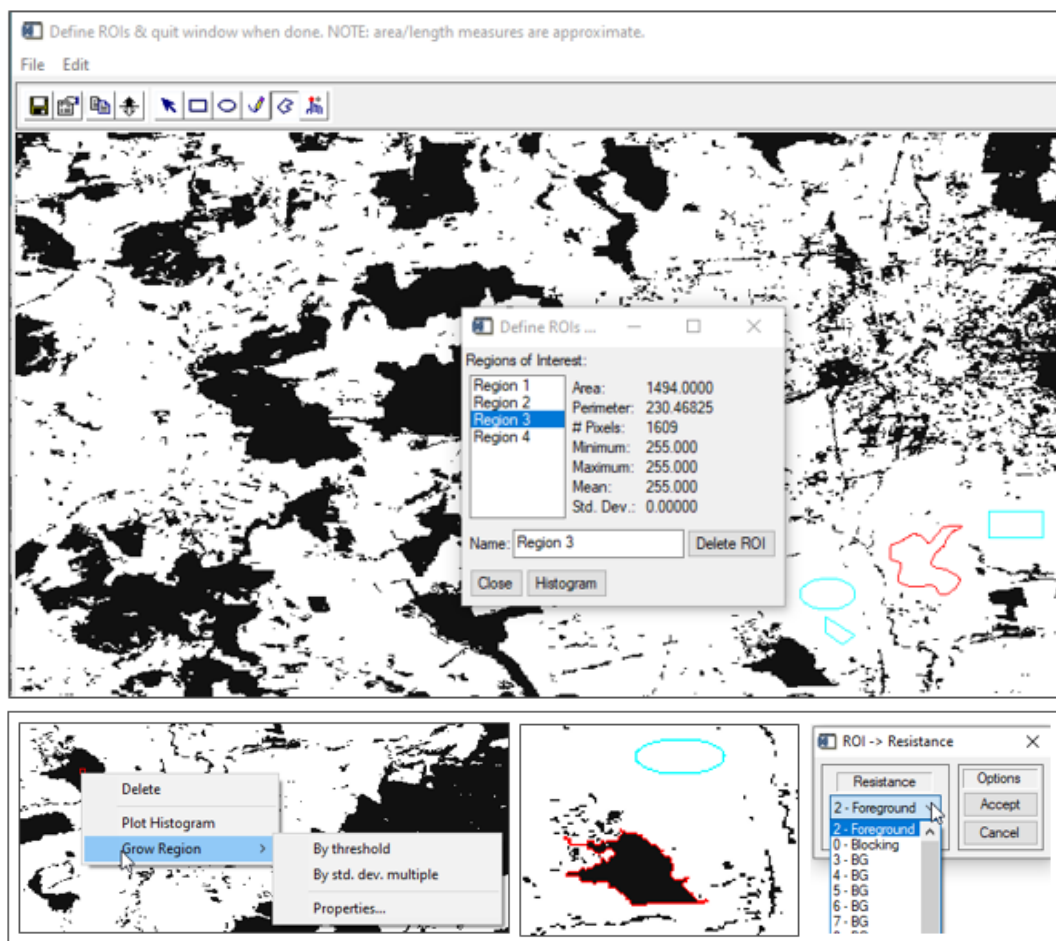 Define ROIs & quit window when done. NOTE: area/length measures are approximate.
File Edit
Define ROIs ...
Regions of Interest:
Region 1
Region 2
Region 3
Region 4
Area: 1494.0000
Perimeter: 230.46825
# Pixels: 1609
Minimum: 255.000
Maximum: 255.000
Mean: 255.000
Std. Dev.: 0.00000
Name: Region 3 Delete ROI
Close Histogram
Delete
Plot Histogram
Grow Region
By threshold
By std. dev. multiple
Properties...
ROI -> Resistance
Resistance
2 - Foreground
2 - Foreground
0 - Blocking
3 - BG
4 - BG
5 - BG
6 - BG
7 - BG
Options
Accept
Cancel